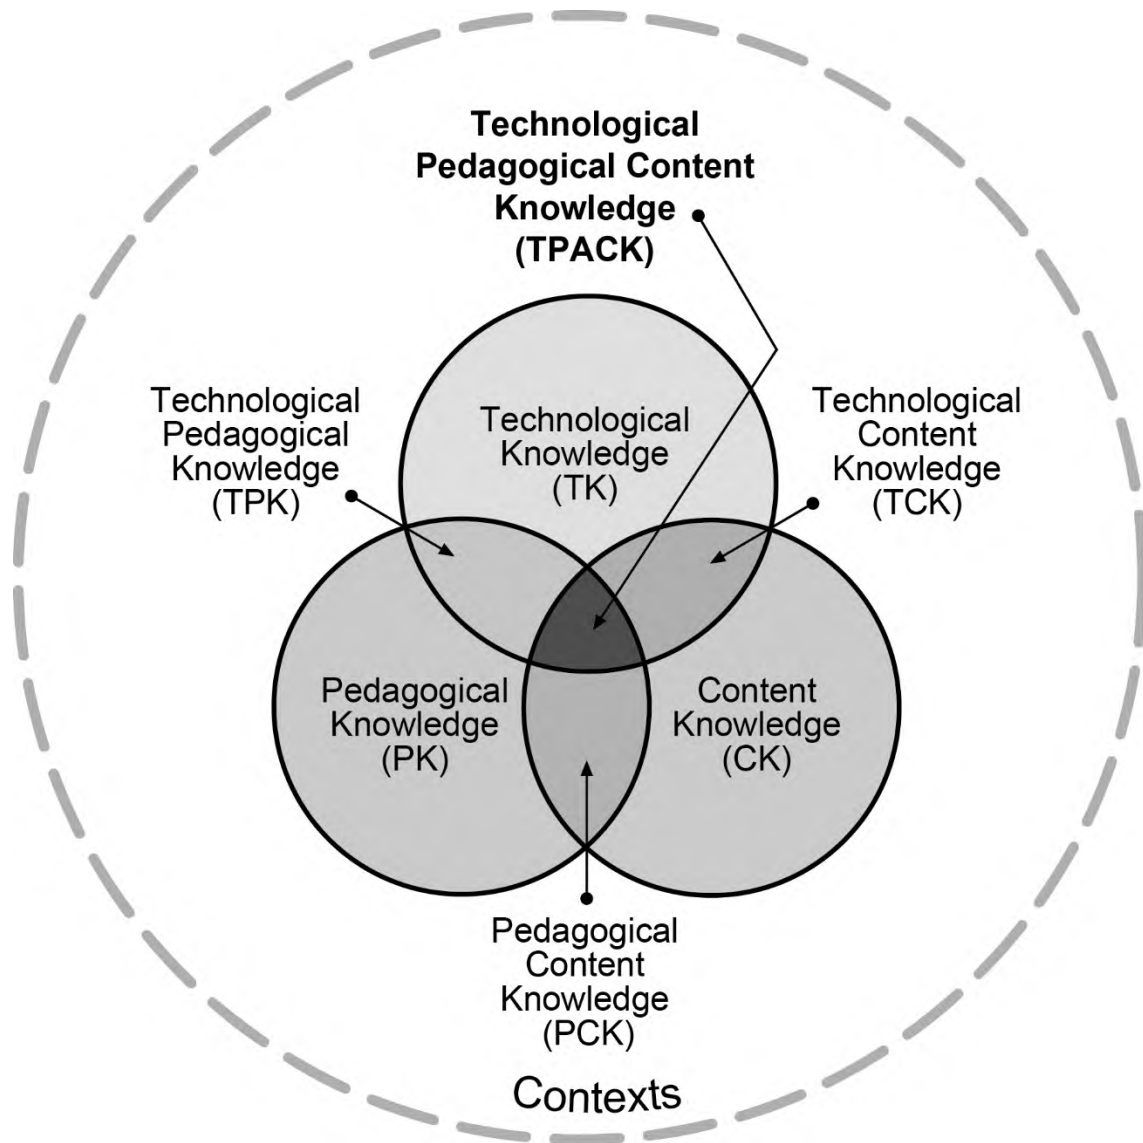 Technological
Pedagogical Content
Knowledge
(TPACK)
Technological
Pedagogical
Knowledge
(TPK)
Technological
Knowledge
(TK)
Technological
Content
Knowledge
(TCK)
Pedagogical
Knowledge
(PK)
Content
Knowledge
(CK)
Pedagogical
Content
Knowledge
(PCK)
Contexts